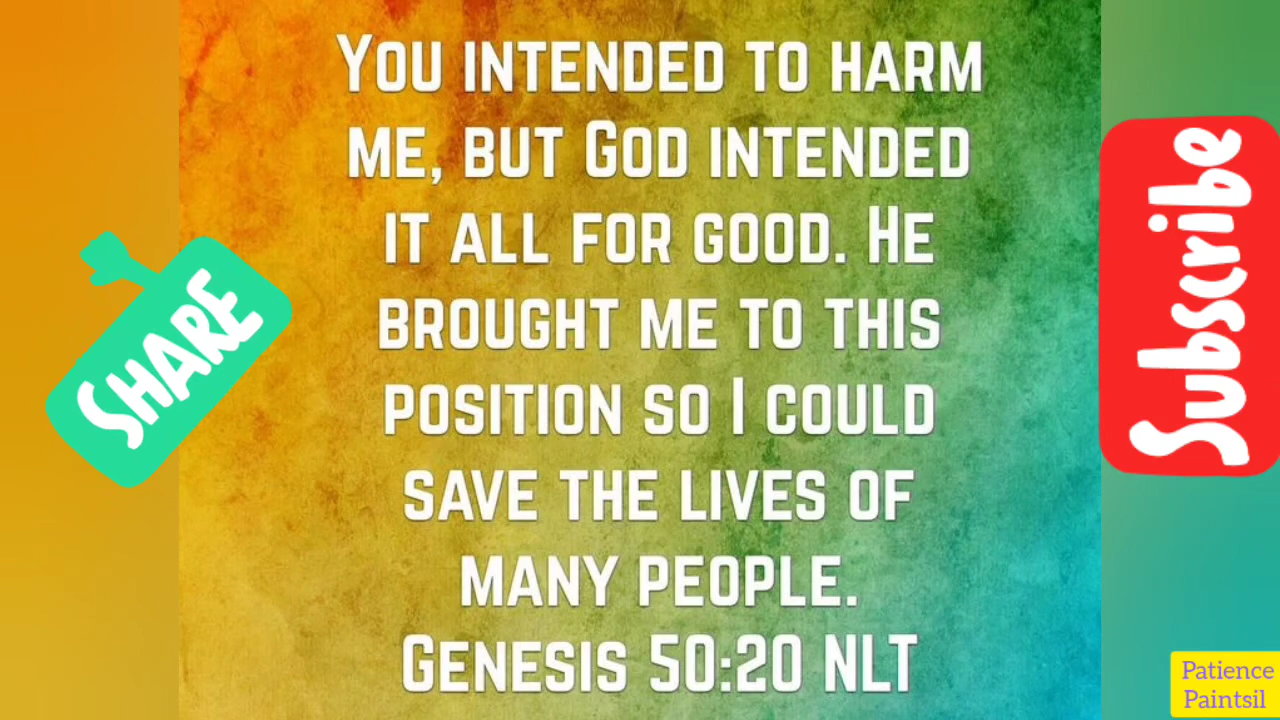 You intended to harm
me, but God intended
it all for good. He
brought me to this
position so I could
save the lives of
many people.
Genesis 50:20 NLT
SHARE
Subscribe
Patience
Paintsil